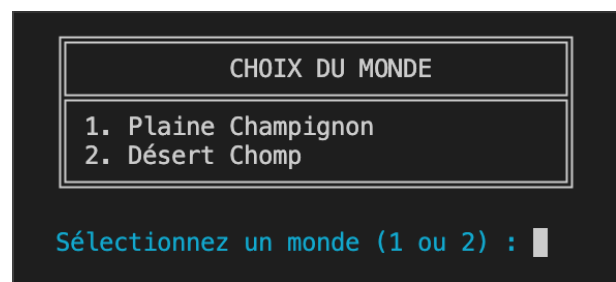 CHOIX DU MONDE
1. Plaine Champignon
2. Désert Chomp
Sélectionnez un monde (1 ou 2) :